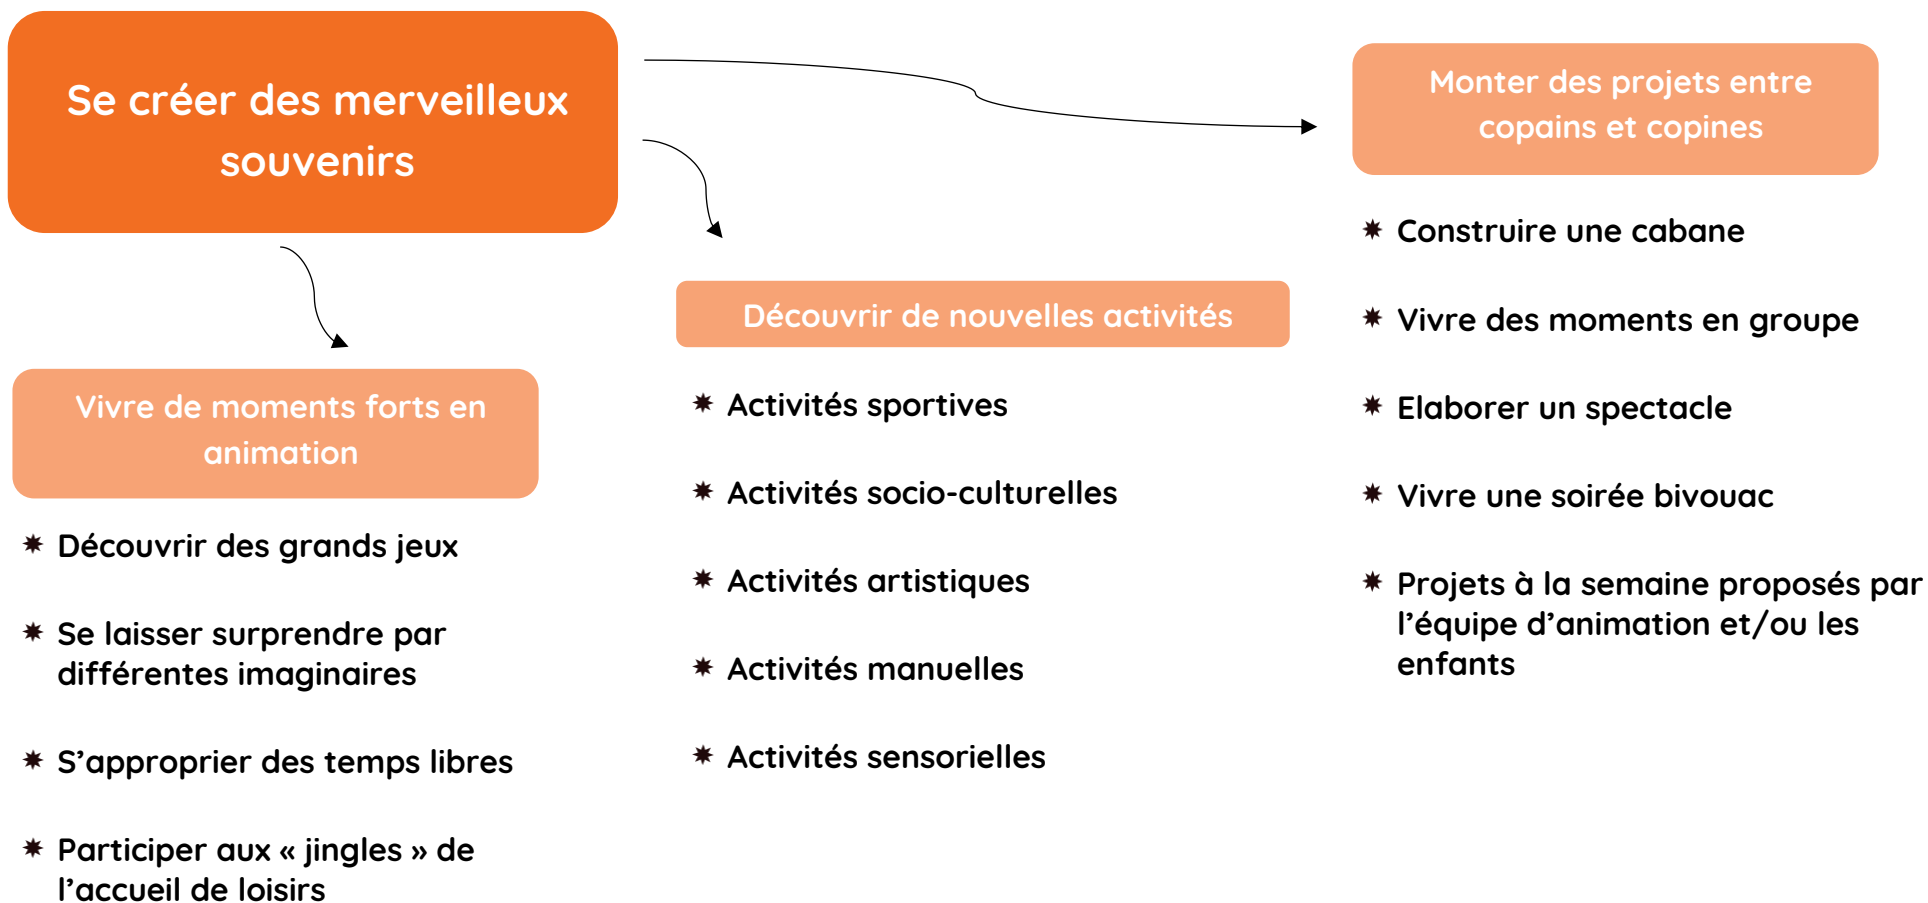 Se créer des merveilleux
souvenirs
Vivre de moments forts en
animation
Découvrir des grands jeux
Se laisser surprendre par
différentes imaginaires
S’approprier des temps libres
Participer aux « jingles » de
l’accueil de loisirs
Découvrir de nouvelles activités
Activités sportives
Activités socio-culturelles
Activités artistiques
Activités manuelles
Activités sensorielles
Monter des projets entre
copains et copines
Construire une cabane
Vivre des moments en groupe
Elaborer un spectacle
Vivre une soirée bivouac
Projets à la semaine proposés par
l’équipe d’animation et/ou les
enfants